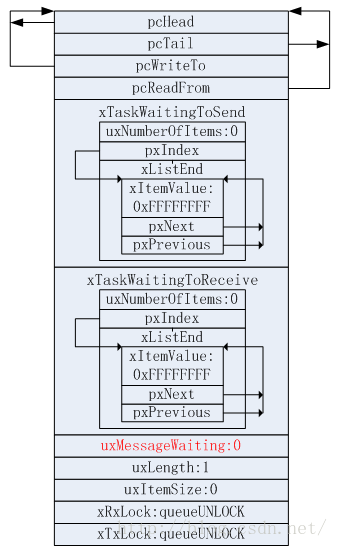 pcHead
pcTail
pcWriteTo
pcReadFrom
xTaskWaitingToSend
uxNumberOfItems:0
pxIndex
xListEnd
xItemValue:
0xFFFFFFFF
pxNext
pxPrevious
xTaskWaitingToReceive
uxNumberOfItems:0
pxIndex
xListEnd
xItemValue:
0xFFFFFFFF
pxNext
pxPrevious
uxMessageWaiting:0
uxLength:1
uxItemSize:0
xRxLock:queueUNLOCK
xTxLock:queueUNLOCK